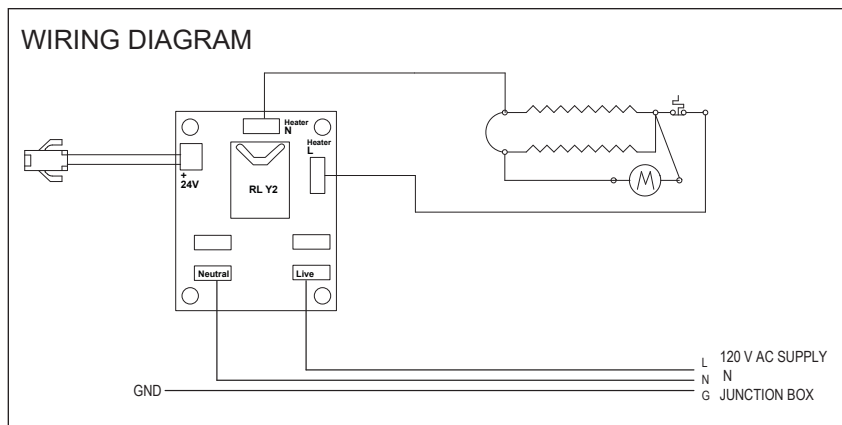 WIRING DIAGRAM
Heater
N
Heater
L
+
24V
RL Y2
Neutral
Live
M
L 120 V AC SUPPLY
N N
GND G JUNCTION BOX